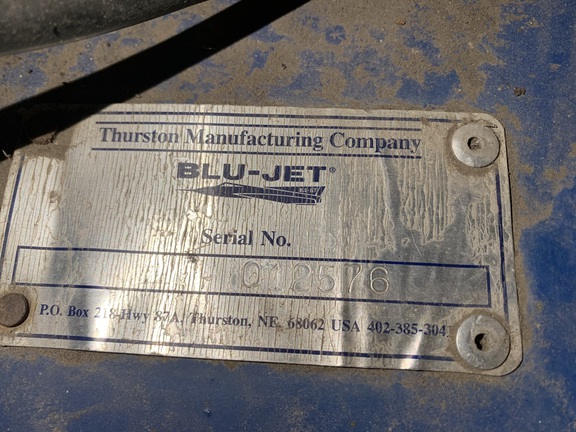 Thurston Manufacturing Company
BLU-JET®
Serial No.
012576
P.O. Box 218-Hwy 87A, Thurston, NE 68062 USA 402-385-304